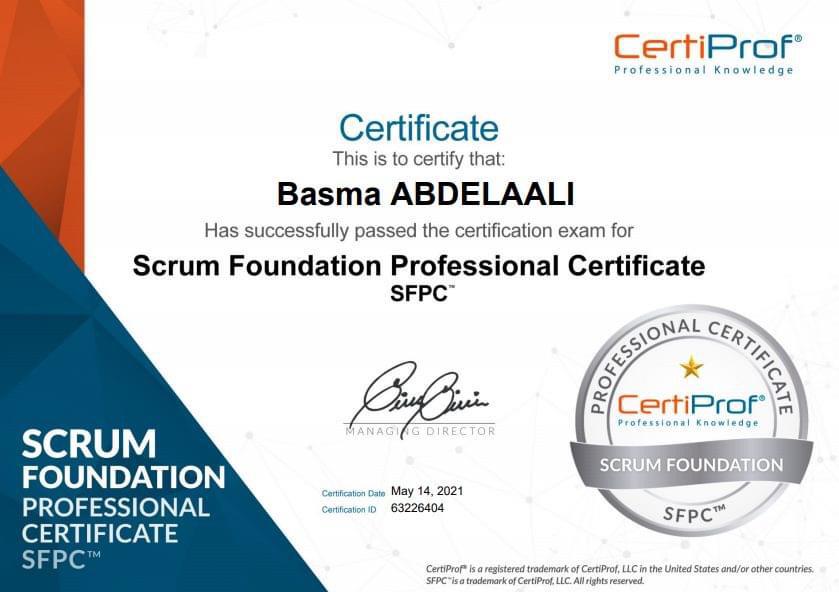 CertiProf®
Professional Knowledge
Certificate
This is to certify that:
Basma ABDELAALI
Has successfully passed the certification exam for
Scrum Foundation Professional Certificate
SFPC™
MANAGING DIRECTOR
Certification Date May 14, 2021
Certification ID 63226404
SCRUM
FOUNDATION
PROFESSIONAL
CERTIFICATE
SFPC™
PROFESSIONAL CERTIFICATE
CertiProf®
Professional Knowledge
SCRUM FOUNDATION
SFPC™
CertiProf® is a registered trademark of CertiProf, LLC in the United States and/or other countries.
SFPC™ is a trademark of CertiProf, LLC. All rights reserved.